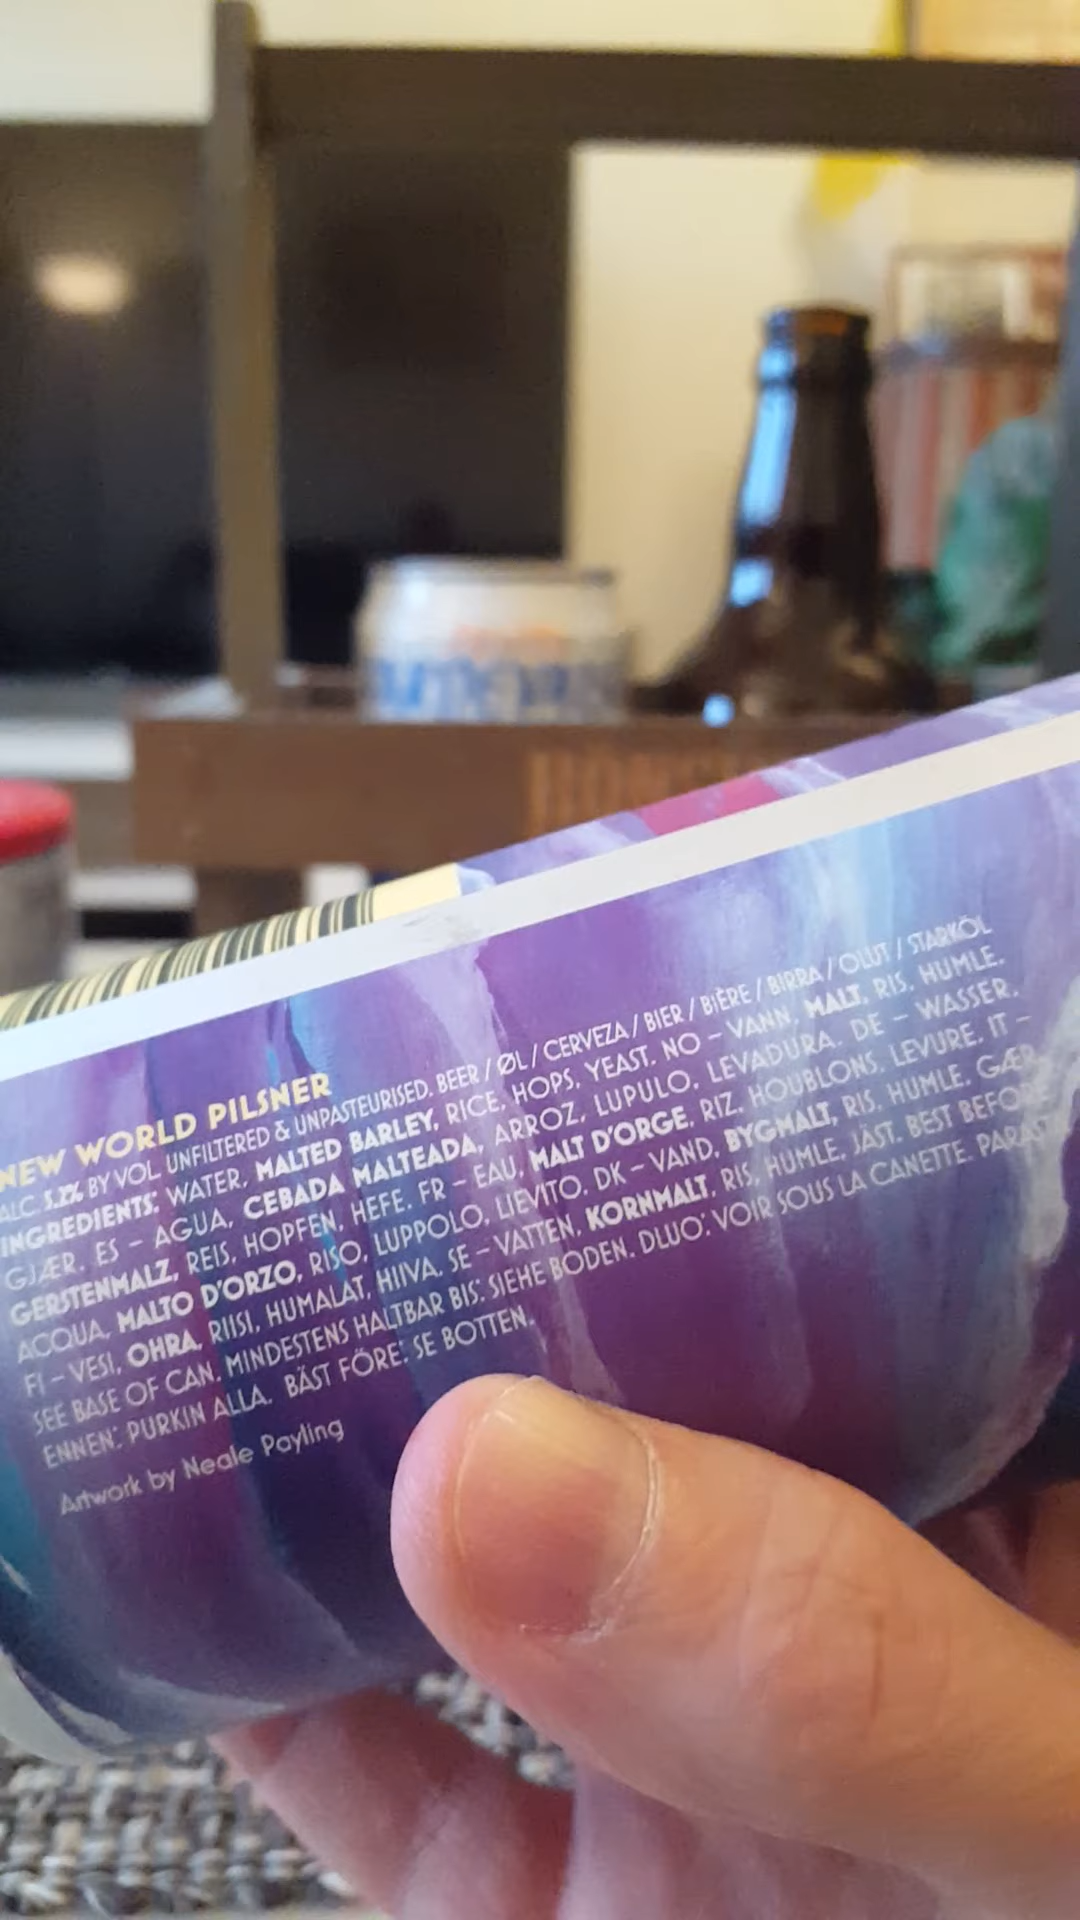 NEW WORLD PILSNER
ALC. 5.2% BY VOL. UNFILTERED & UNPASTEURISED. BEER / ØL / CERVEZA / BIER / BIÈRE / BIRRA / OLUT / STARKÖL
INGREDIENTS: WATER, MALTED BARLEY, RICE, HOPS, YEAST. NO – VANN, MALT, RIS, HUMLE,
GJÆR. ES – AGUA, CEBADA MALTEADA, ARROZ, LUPULO, LEVADURA. DE – WASSER,
GERSTENMALZ, REIS, HOPFEN, HEFE. FR – EAU, MALT D'ORGE, RIZ, HOUBLONS, LEVURE. IT –
ACQUA, MALTO D'ORZO, RISO, LUPPOLO, LIEVITO. DK – VAND, BYGMALT, RIS, HUMLE, GÆR.
FI – VESI, OHRA, RIISI, HUMALAT, HIIVA. SE – VATTEN, KORNMALT, RIS, HUMLE, JÄST. BEST BEFORE:
SEE BASE OF CAN. MINDESTENS HALTBAR BIS: SIEHE BODEN. DLUO: VOIR SOUS LA CANETTE. PARAST
ENNEN: PURKIN ALLA. BÄST FÖRE: SE BOTTEN.
Artwork by Neale Payling